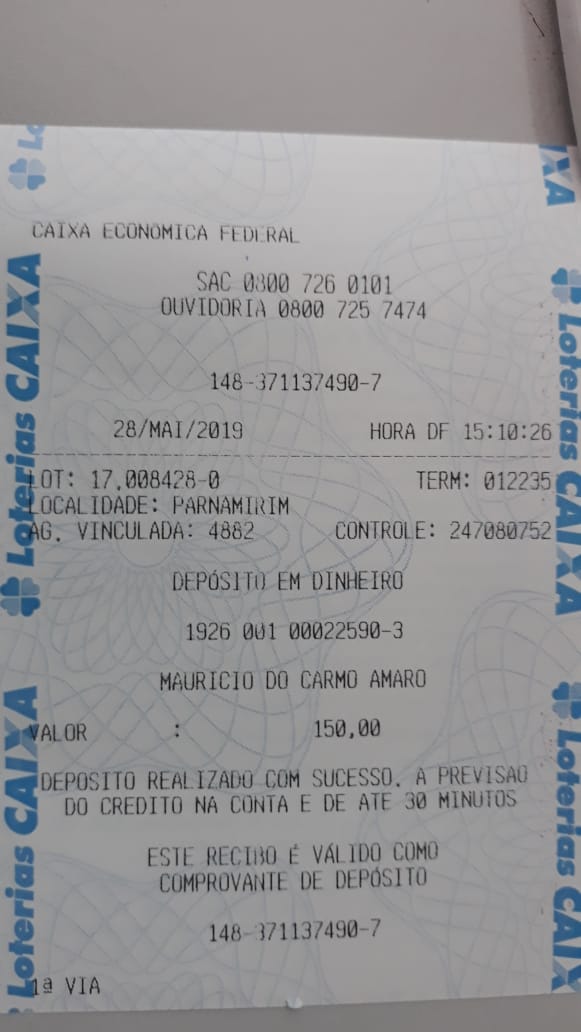 CAIXA ECONOMICA FEDERAL
SAC 0800 726 0101
OUVIDORIA 0800 725 7474
148-371137490-7
28/MAI/2019 HORA DF 15:10:26
LOT: 17.008428-0 TERM: 012235
LOCALIDADE: PARNAMIRIM
AG. VINCULADA: 4882 CONTROLE: 247080752
DEPÓSITO EM DINHEIRO
1926 001 00022590-3
MAURICIO DO CARMO AMARO
VALOR : 150,00
DEPOSITO REALIZADO COM SUCESSO. A PREVISAO
DO CREDITO NA CONTA E DE ATE 30 MINUTOS
ESTE RECIBO É VÁLIDO COMO
COMPROVANTE DE DEPÓSITO
148-371137490-7
1ª VIA
Loterias CAIXA
Loterias CAIXA
Loterias CAIXA
Loterias CAIXA
CAIXA